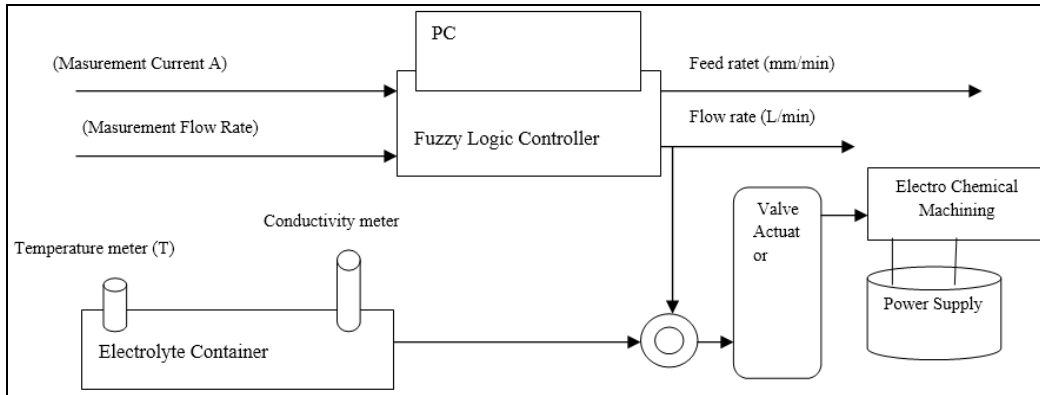 PC
(Masurement Current A)
Feed ratet (mm/min)
(Masurement Flow Rate)
Flow rate (L/min)
Fuzzy Logic Controller
Electro Chemical
Machining
Valve
Actuat
or
Conductivity meter
Temperature meter (T)
Power Supply
Electrolyte Container